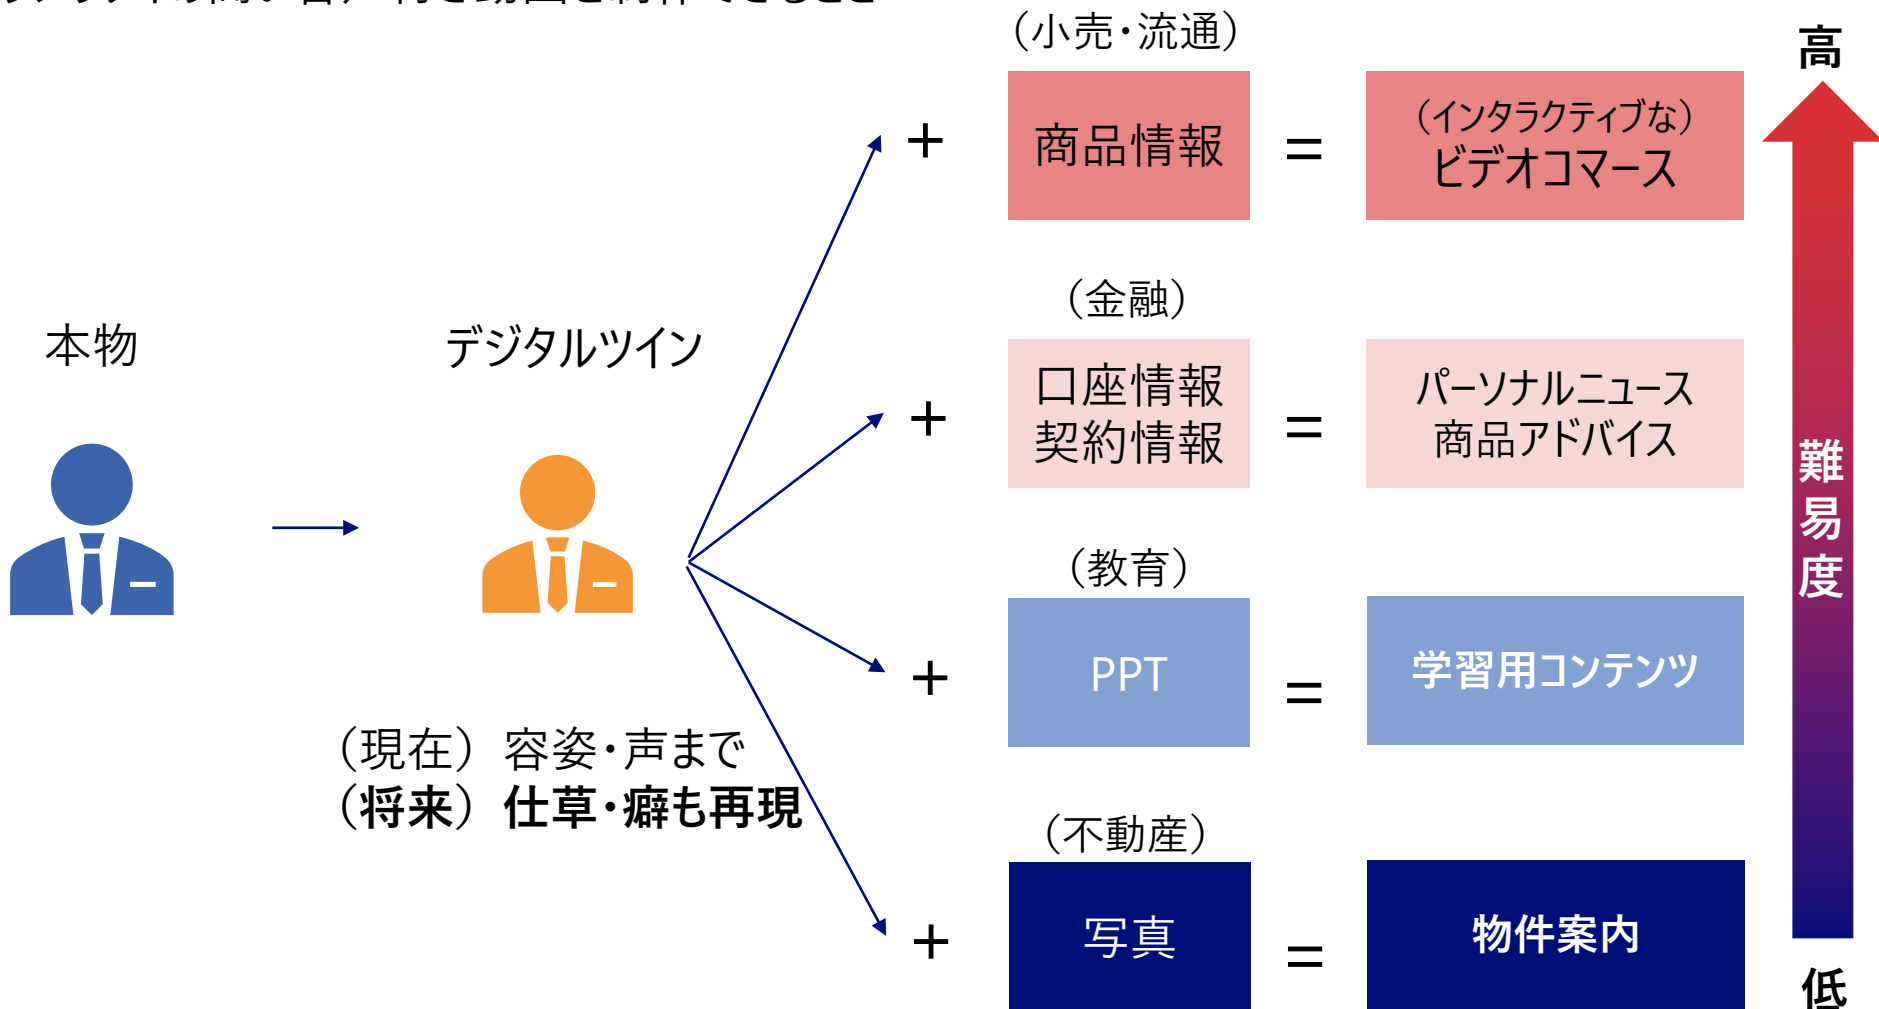 （小売・流通）
高
＋
商品情報
＝
（インタラクティブな）
ビデオコマース
（金融）
本物
デジタルツイン
＋
口座情報
契約情報
＝
パーソナルニュース
商品アドバイス
難易度
（教育）
＋
PPT
＝
学習用コンテンツ
（現在） 容姿・声まで
（将来） 仕草・癖も再現
（不動産）
＋
写真
＝
物件案内
低